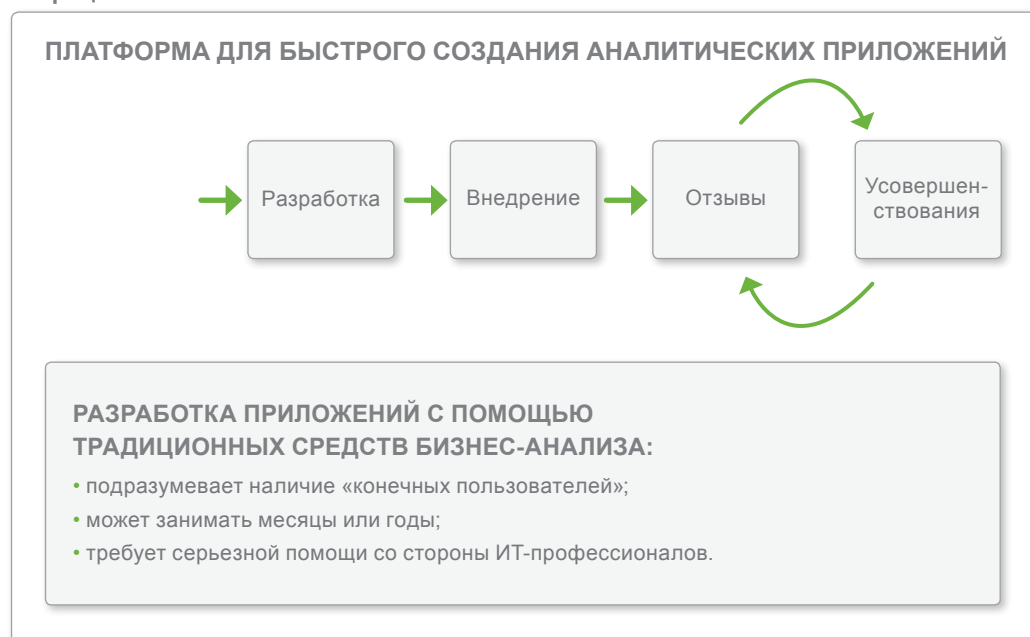 ПЛАТФОРМА ДЛЯ БЫСТРОГО СОЗДАНИЯ АНАЛИТИЧЕСКИХ ПРИЛОЖЕНИЙ
Разработка
Внедрение
Отзывы
Усовершен-
ствования
РАЗРАБОТКА ПРИЛОЖЕНИЙ С ПОМОЩЬЮ
ТРАДИЦИОННЫХ СРЕДСТВ БИЗНЕС-АНАЛИЗА:
• подразумевает наличие «конечных пользователей»;
• может занимать месяцы или годы;
• требует серьезной помощи со стороны ИТ-профессионалов.